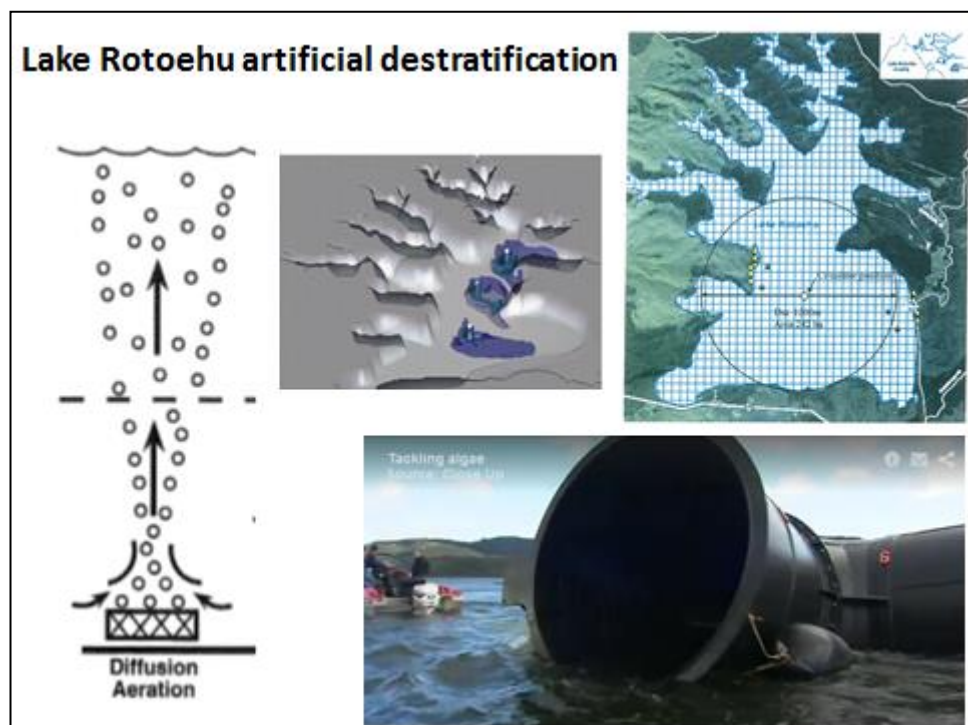 Lake Rotoehu artificial destratification
Diffusion
Aeration
Tackling algae
Source: Close Up